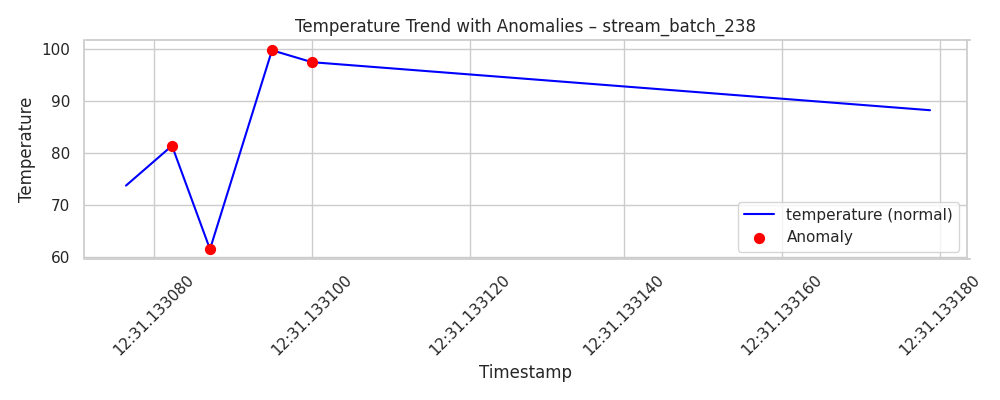 Temperature Trend with Anomalies – stream_batch_238
Temperature
100
90
80
70
60
temperature (normal)
Anomaly
12:31.133080
12:31.133100
12:31.133120
12:31.133140
12:31.133160
12:31.133180
Timestamp